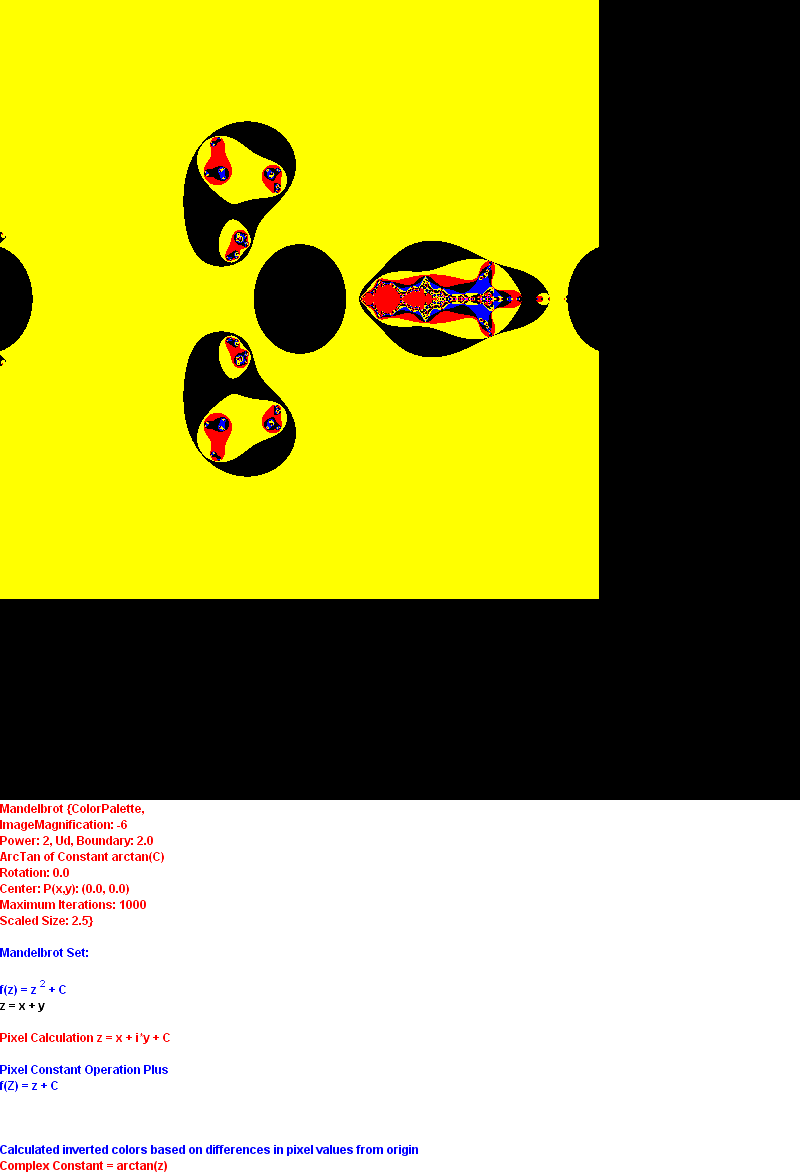 Mandelbrot {ColorPalette,
ImageMagnification: -6
Power: 2, Ud, Boundary: 2.0
ArcTan of Constant arctan(C)
Rotation: 0.0
Center: P(x,y): (0.0, 0.0)
Maximum Iterations: 1000
Scaled Size: 2.5}
Mandelbrot Set:
f(z) = z 2 + C
z = x + y
Pixel Calculation z = x + i*y + C
Pixel Constant Operation Plus
f(Z) = z + C
Calculated inverted colors based on differences in pixel values from origin
Complex Constant = arctan(z)